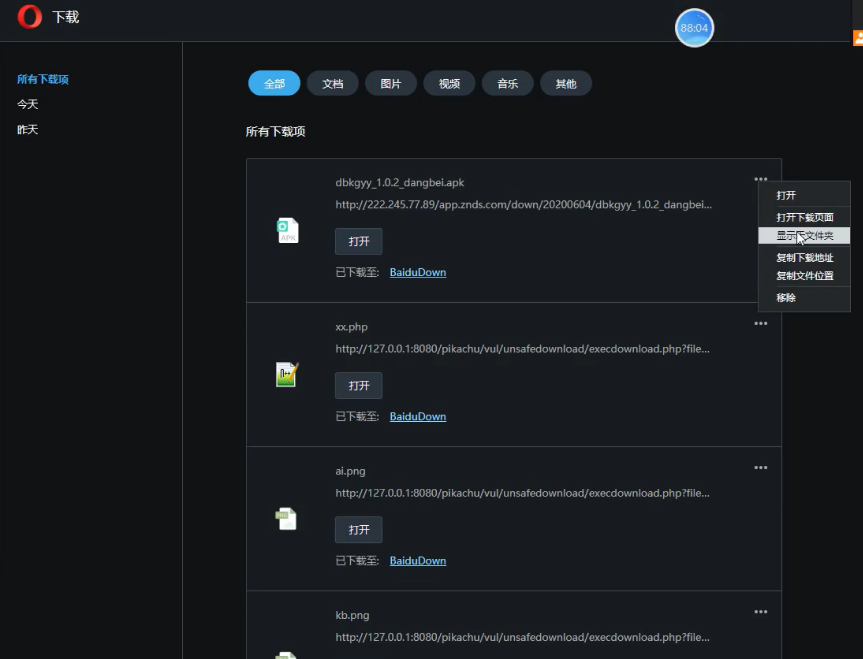 下载
88:04
所有下载项
今天
昨天
全部 文档 图片 视频 音乐 其他
所有下载项
dbkgyy_1.0.2_dangbei.apk
http://222.245.77.89/app.znds.com/down/20200604/dbkgyy_1.0.2_dangbei...
APK
打开
已下载至: BaiduDown
打开
打开下载页面
显示 文件夹
复制下载地址
复制文件位置
移除
xx.php
http://127.0.0.1:8080/pikachu/vul/unsafedownload/execdownload.php?file...
打开
已下载至: BaiduDown
ai.png
http://127.0.0.1:8080/pikachu/vul/unsafedownload/execdownload.php?file...
打开
已下载至: BaiduDown
kb.png
http://127.0.0.1:8080/pikachu/vul/unsafedownload/execdownload.php?file...